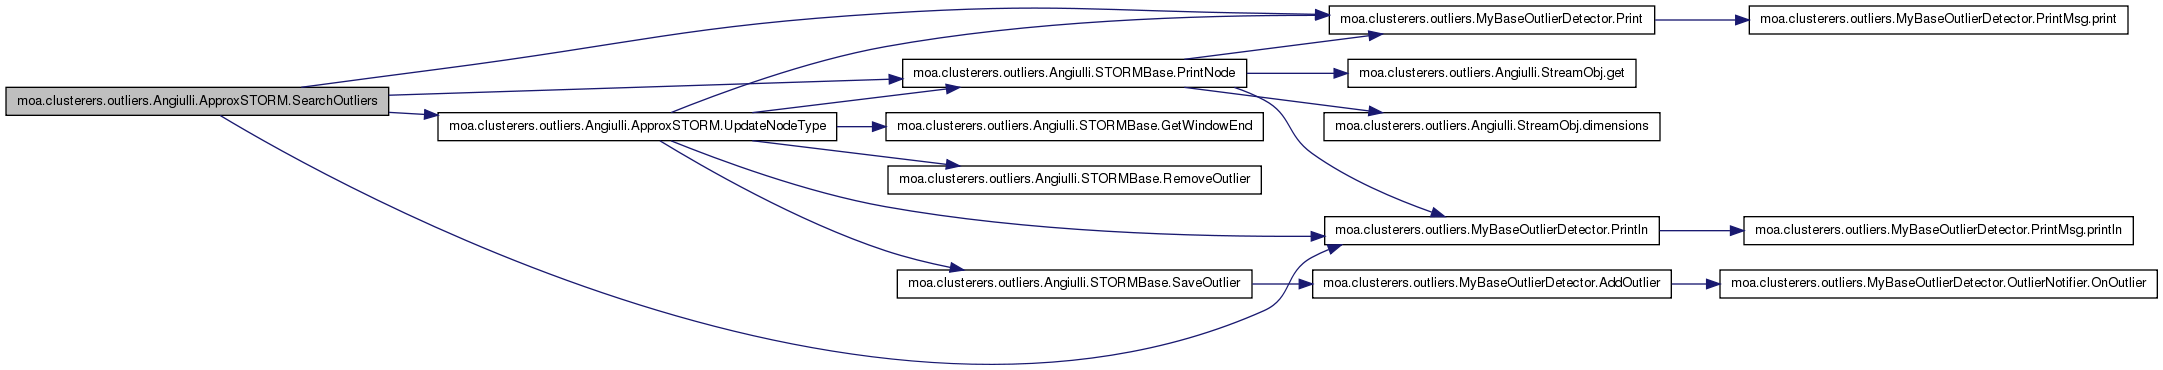 moa.clusterers.outliers.MyBaseOutlierDetector.Print
moa.clusterers.outliers.MyBaseOutlierDetector.PrintMsg.print
moa.clusterers.outliers.Angiulli.STORMBase.PrintNode
moa.clusterers.outliers.Angiulli.StreamObj.get
moa.clusterers.outliers.Angiulli.ApproxSTORM.SearchOutliers
moa.clusterers.outliers.Angiulli.ApproxSTORM.UpdateNodeType
moa.clusterers.outliers.Angiulli.STORMBase.GetWindowEnd
moa.clusterers.outliers.Angiulli.StreamObj.dimensions
moa.clusterers.outliers.Angiulli.STORMBase.RemoveOutlier
moa.clusterers.outliers.MyBaseOutlierDetector.Println
moa.clusterers.outliers.MyBaseOutlierDetector.PrintMsg.println
moa.clusterers.outliers.Angiulli.STORMBase.SaveOutlier
moa.clusterers.outliers.MyBaseOutlierDetector.AddOutlier
moa.clusterers.outliers.MyBaseOutlierDetector.OutlierNotifier.OnOutlier